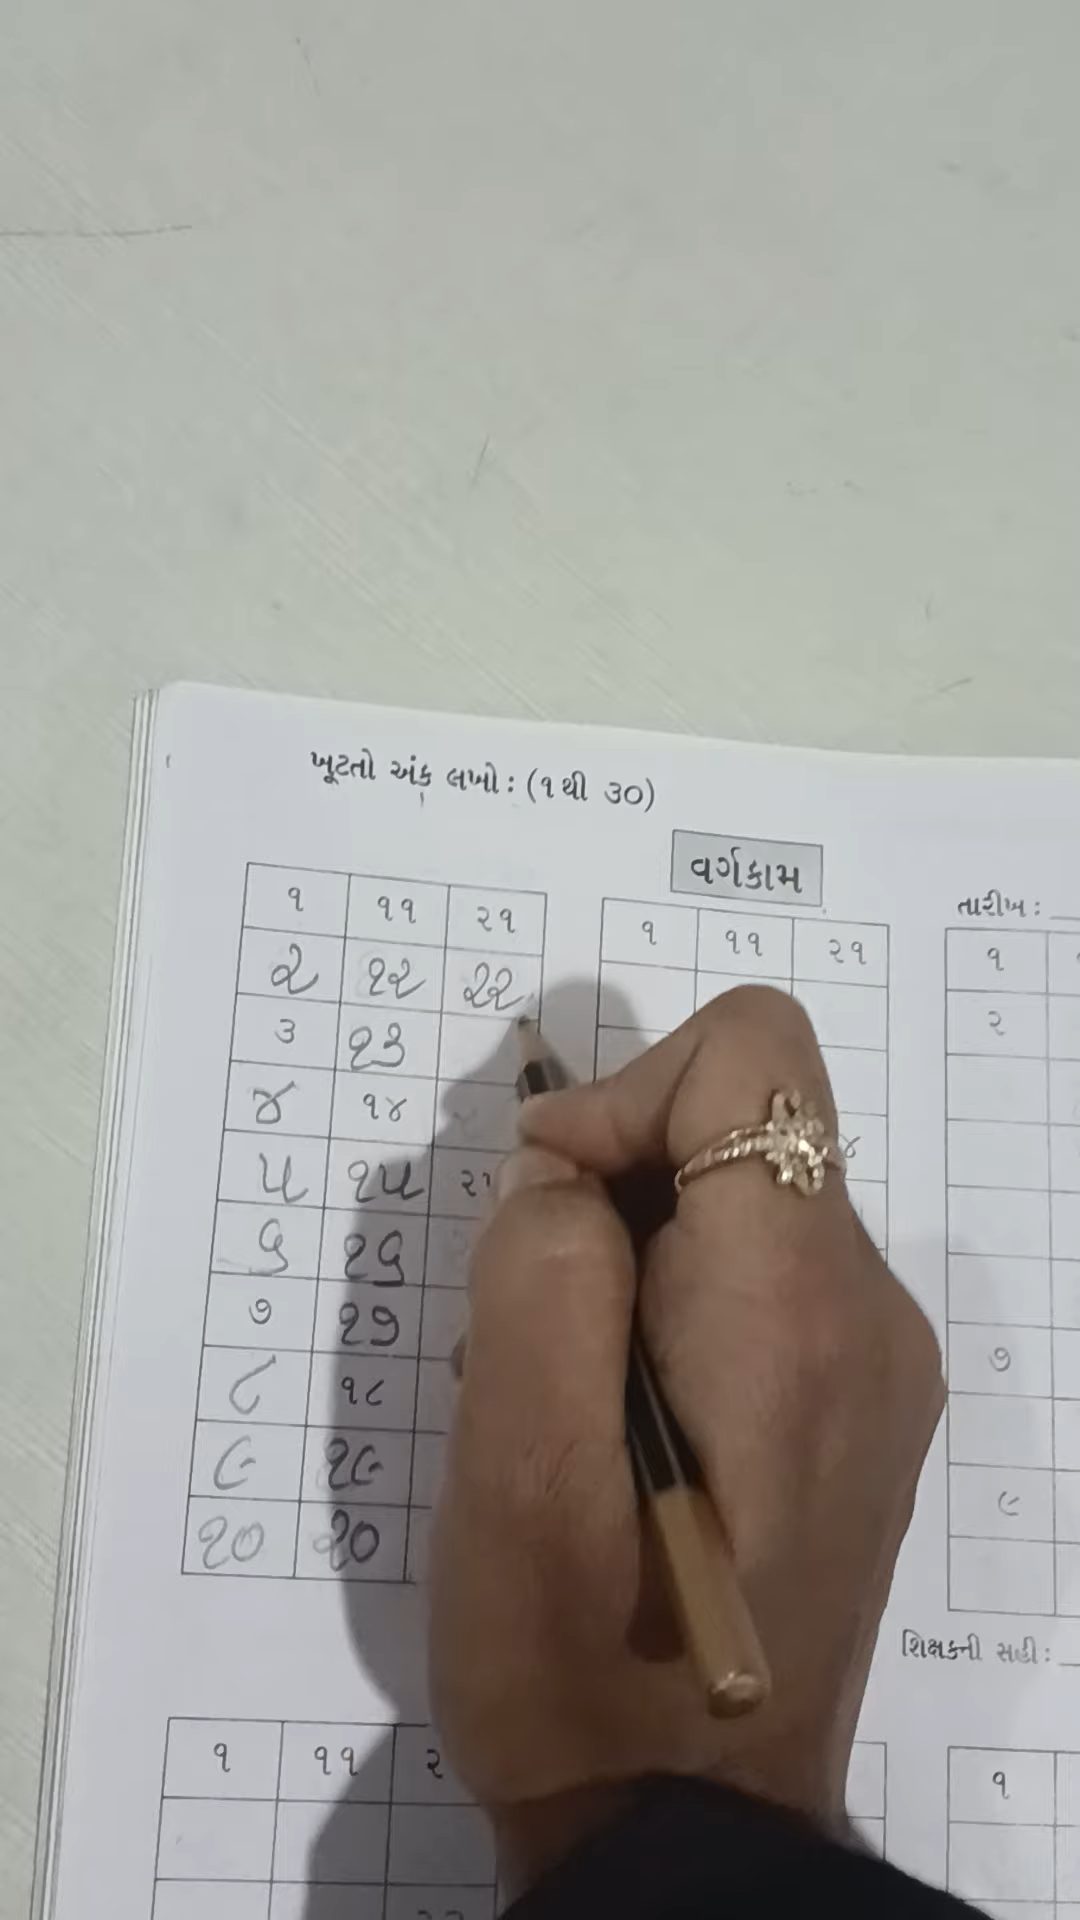 ખૂટતો અંક લખો : (૧ થી ૩૦)
વર્ગકામ
તારીખ :
૧ ૧૧ ૨૧
૨ ૧૨ ૨૨
૩ ૧૩
૪ ૧૪
૫ ૧૫
૬ ૧૬
૭ ૧૭
૮ ૧૮
૯ ૧૯
૧૦ ૨૦
૧ ૧૧ ૨૧
૪
૧
૨
૭
૯
શિક્ષકની સહી :
૧ ૧૧ ૨
૧